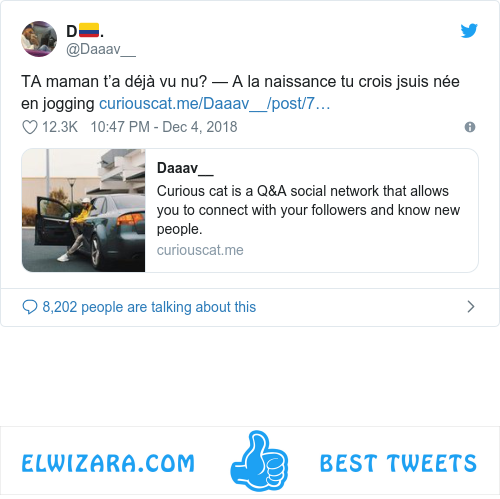 D🇨🇴.
@Daaav__
TA maman t’a déjà vu nu? — A la naissance tu crois jsuis née
en jogging curiouscat.me/Daaav__/post/7…
12.3K 10:47 PM - Dec 4, 2018
Daaav__
Curious cat is a Q&A social network that allows
you to connect with your followers and know new
people.
curiouscat.me
8,202 people are talking about this
ELWIZARA.COM BEST TWEETS